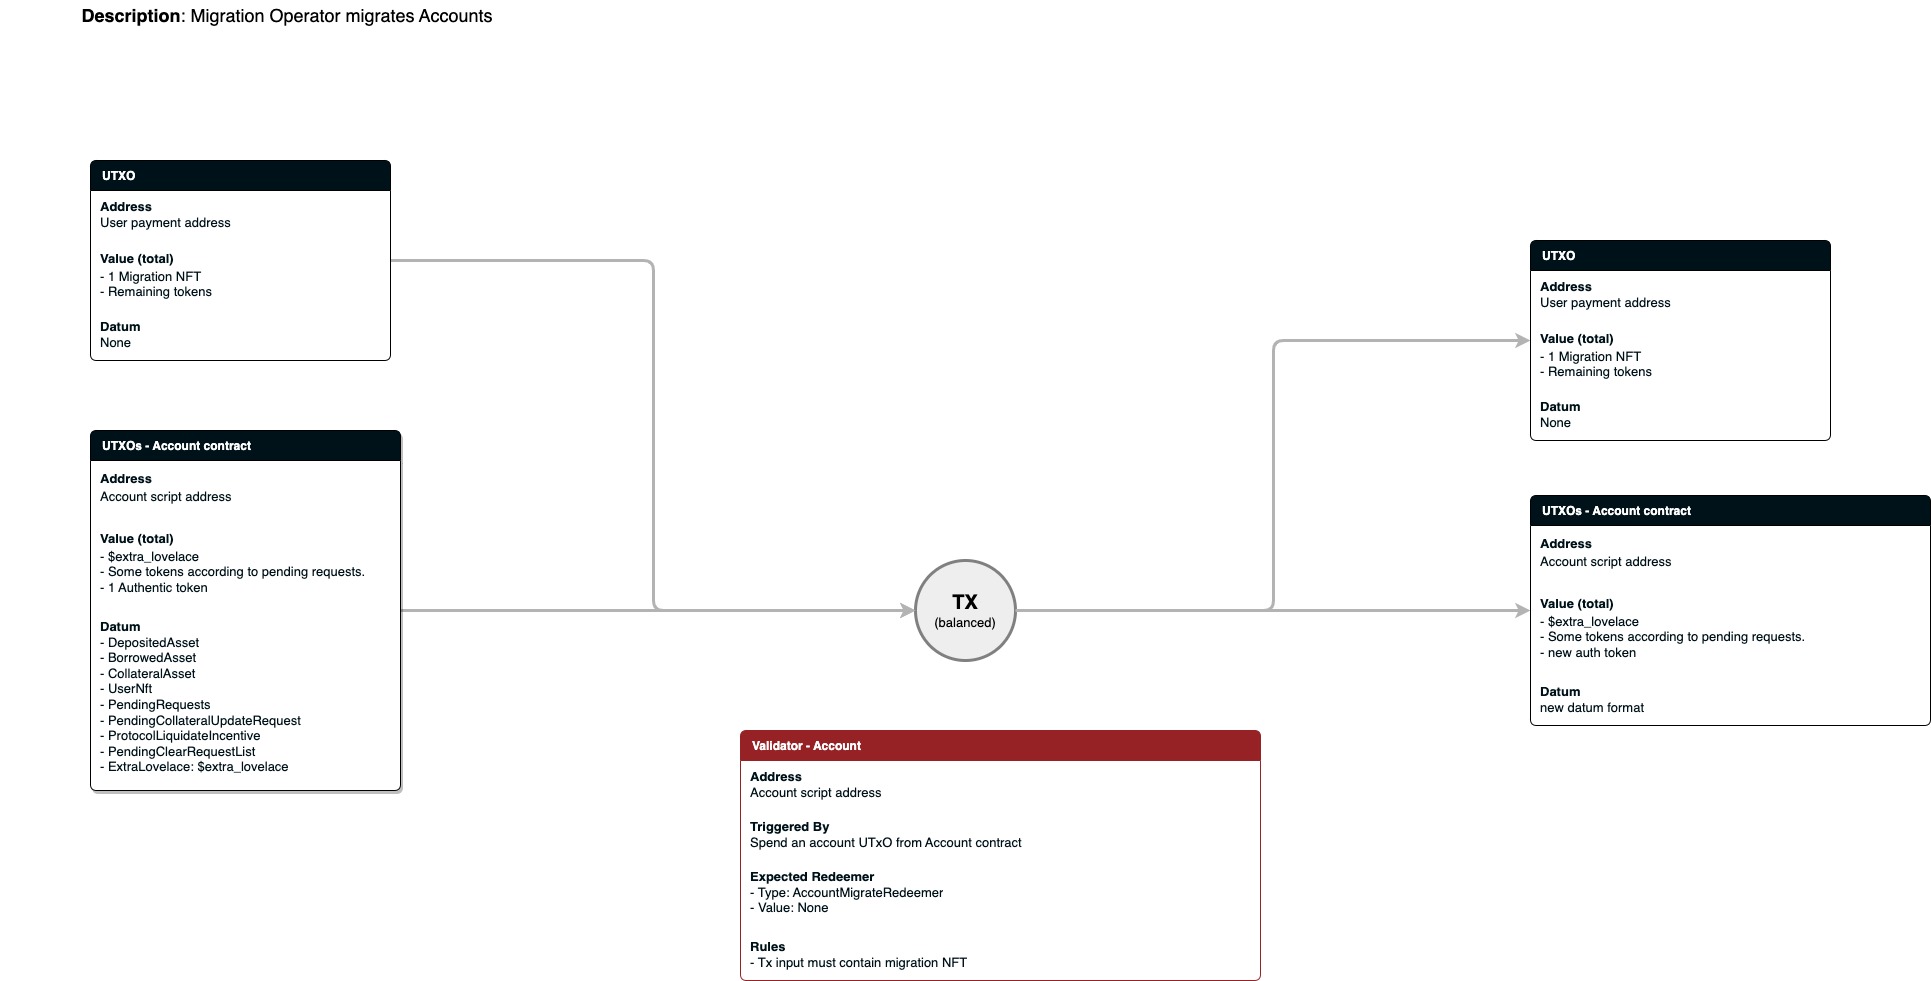 Description: Migration Operator migrates Accounts
UTXO
Address
User payment address
Value (total)
- 1 Migration NFT
- Remaining tokens
Datum
None
UTXOs - Account contract
Address
Account script address
Value (total)
- $extra_lovelace
- Some tokens according to pending requests.
- 1 Authentic token
Datum
- DepositedAsset
- BorrowedAsset
- CollateralAsset
- UserNft
- PendingRequests
- PendingCollateralUpdateRequest
- ProtocolLiquidateIncentive
- PendingClearRequestList
- ExtraLovelace: $extra_lovelace
TX
(balanced)
Validator - Account
Address
Account script address
Triggered By
Spend an account UTxO from Account contract
Expected Redeemer
- Type: AccountMigrateRedeemer
- Value: None
Rules
- Tx input must contain migration NFT
UTXO
Address
User payment address
Value (total)
- 1 Migration NFT
- Remaining tokens
Datum
None
UTXOs - Account contract
Address
Account script address
Value (total)
- $extra_lovelace
- Some tokens according to pending requests.
- new auth token
Datum
new datum format